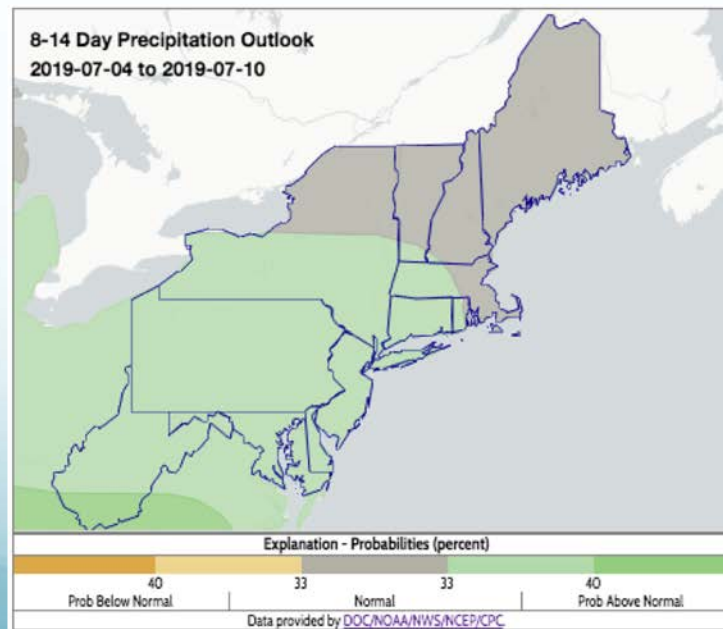 8-14 Day Precipitation Outlook
2019-07-04 to 2019-07-10
Explanation - Probabilities (percent)
40 33 33 40
Prob Below Normal Normal Prob Above Normal
Data provided by DOC/NOAA/NWS/NCEP/CPC.